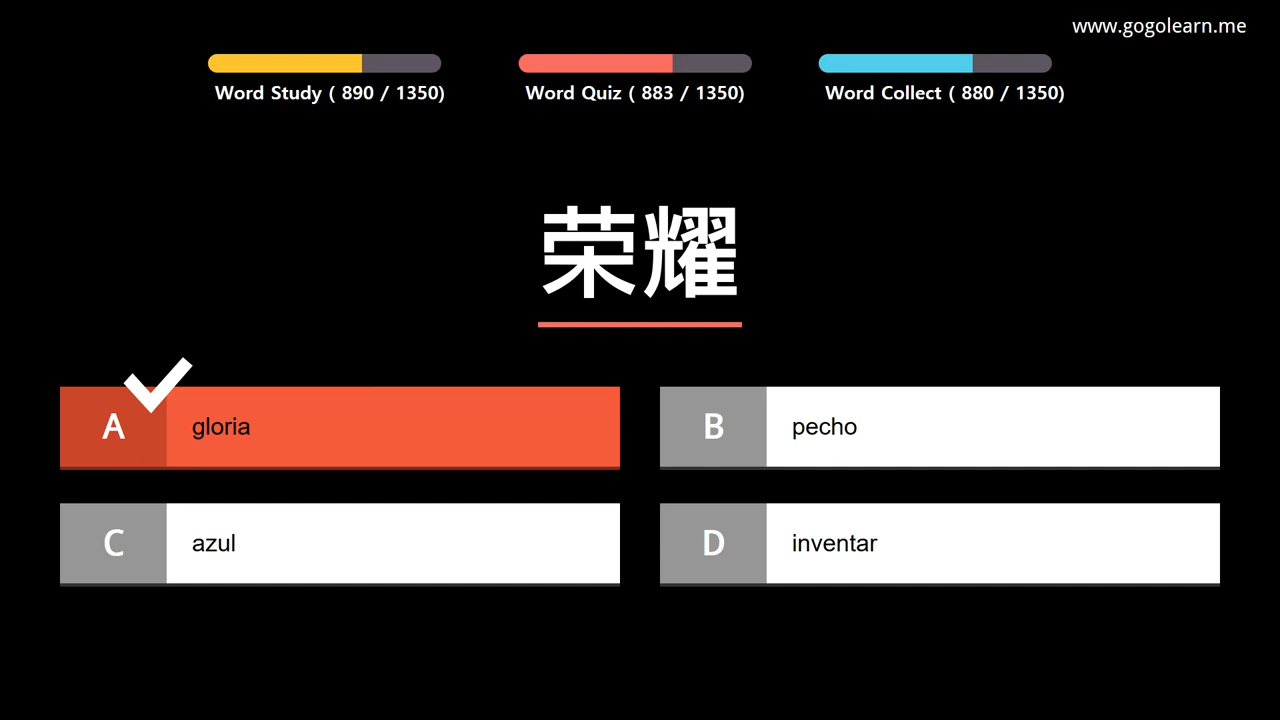 www.gogolearn.me
Word Study ( 890 / 1350)
Word Quiz ( 883 / 1350)
Word Collect ( 880 / 1350)
荣耀
A gloria
B pecho
C azul
D inventar